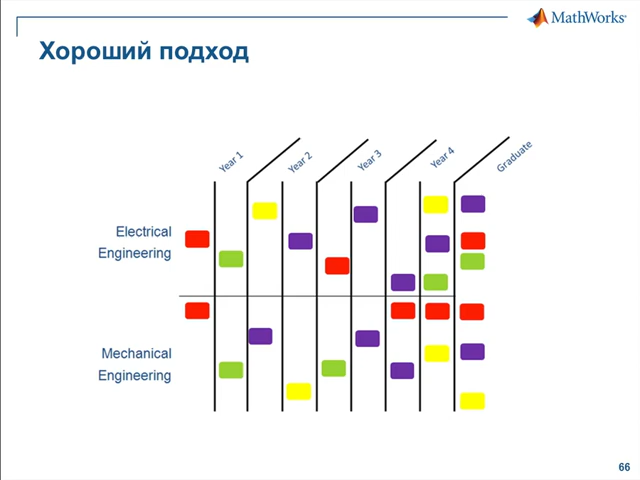 MathWorks
Хороший подход
Year 1
Year 2
Year 3
Year 4
Graduate
Electrical
Engineering
Mechanical
Engineering
66